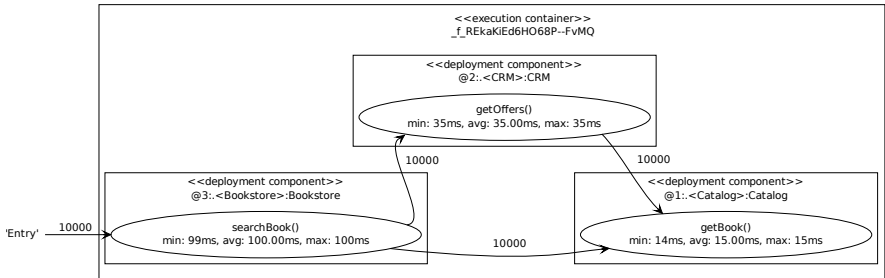 <<execution container>>
_f_REkaKiEd6HO68P--FvMQ
<<deployment component>>
@2:.<CRM>:CRM
getOffers()
min: 35ms, avg: 35.00ms, max: 35ms
10000
10000
<<deployment component>>
@3:.<Bookstore>:Bookstore
<<deployment component>>
@1:.<Catalog>:Catalog
'Entry'
10000
searchBook()
min: 99ms, avg: 100.00ms, max: 100ms
10000
getBook()
min: 14ms, avg: 15.00ms, max: 15ms